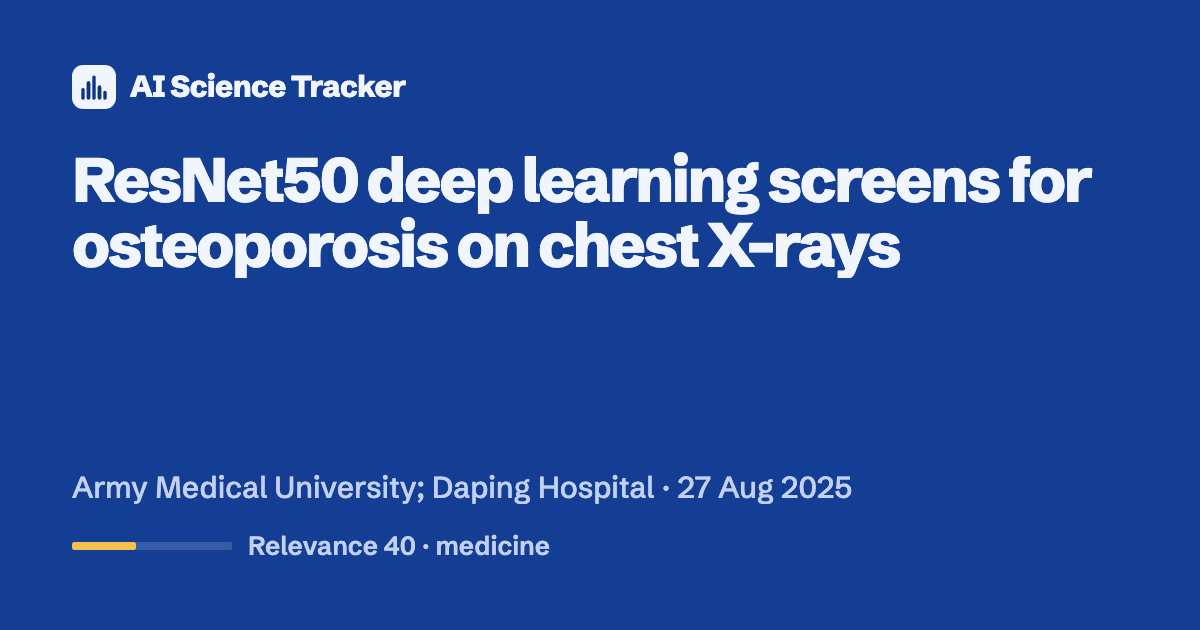 AI Science Tracker
ResNet50 deep learning screens for
osteoporosis on chest X-rays
Army Medical University; Daping Hospital · 27 Aug 2025
Relevance 40 · medicine